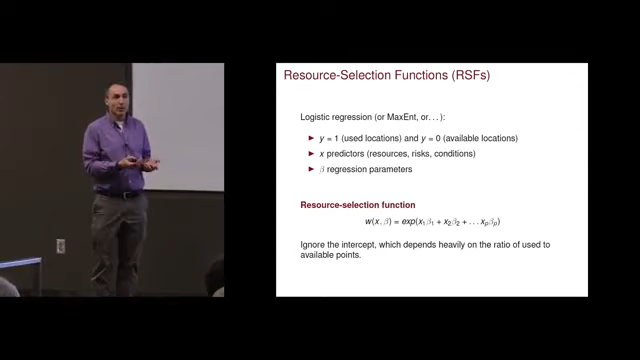 Resource-Selection Functions (RSFs)
Logistic regression (or MaxEnt, or. . . ):
y = 1 (used locations) and y = 0 (available locations)
x predictors (resources, risks, conditions)
β regression parameters
Resource-selection function
w(x, β) = exp(x₁β₁ + x₂β₂ + . . . xₚβₚ)
Ignore the intercept, which depends heavily on the ratio of used to
available points.